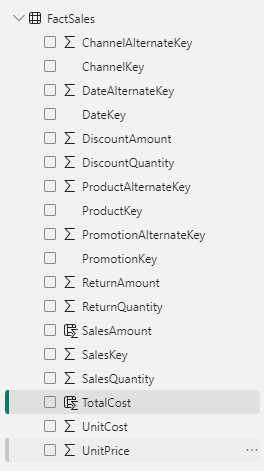 FactSales
ChannelAlternateKey
ChannelKey
DateAlternateKey
DateKey
DiscountAmount
DiscountQuantity
ProductAlternateKey
ProductKey
PromotionAlternateKey
PromotionKey
ReturnAmount
ReturnQuantity
SalesAmount
SalesKey
SalesQuantity
TotalCost
UnitCost
UnitPrice